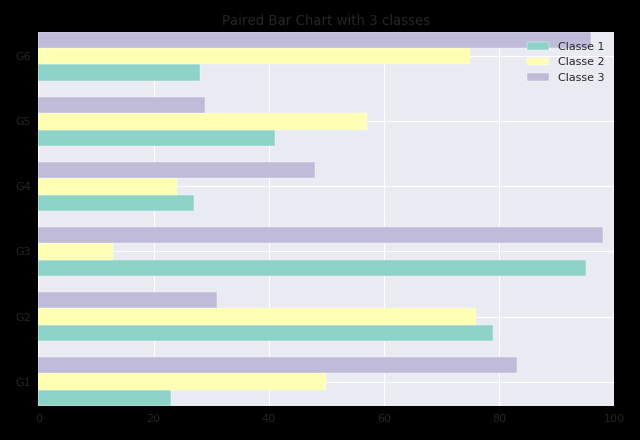 Paired Bar Chart with 3 classes
Classe 1
Classe 2
Classe 3
G6
G5
G4
G3
G2
G1
0 20 40 60 80 100